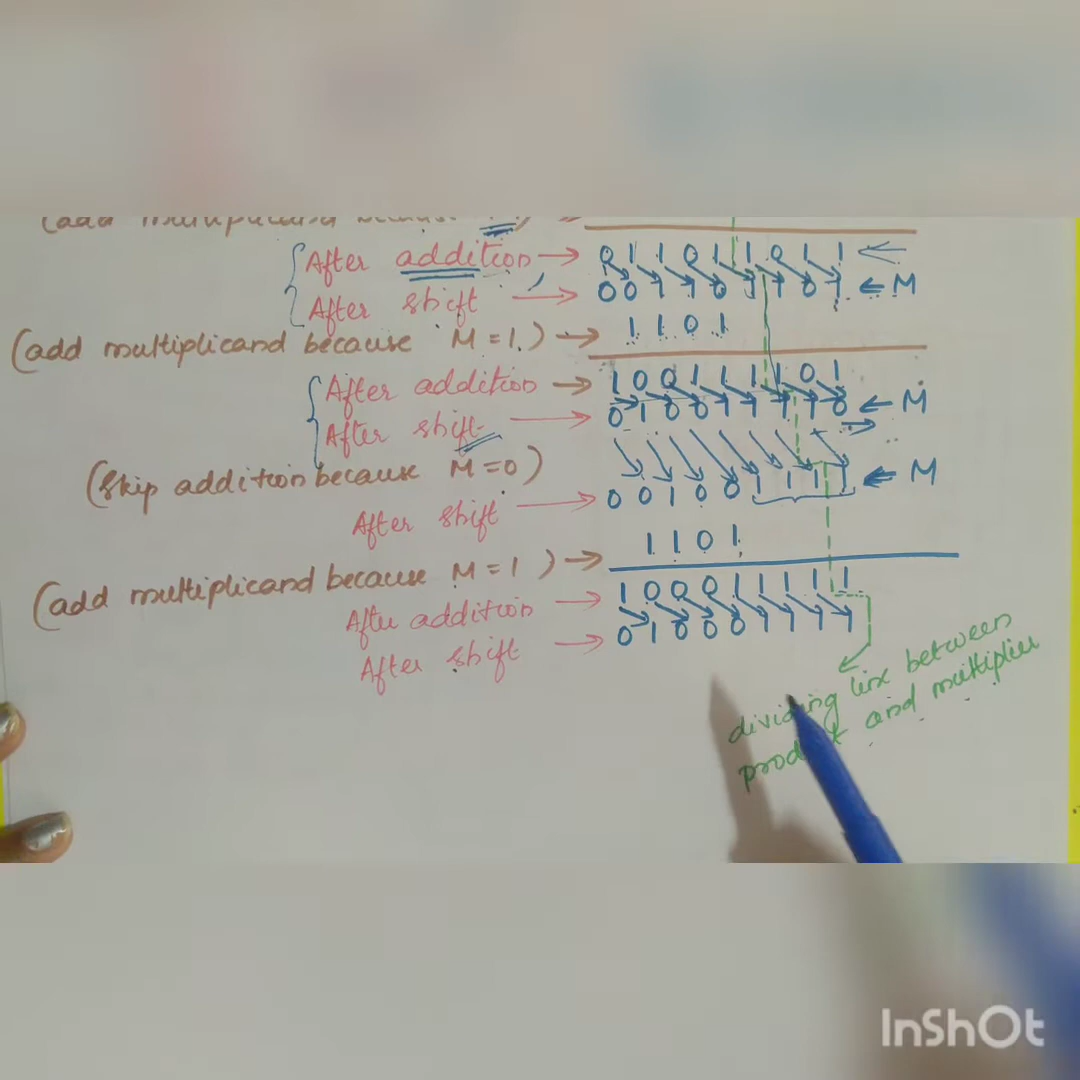 (add multiplicand because
After addition → 0 1 1 0 1 1 0 1 1
After shift → 0 0 1 1 0 1 1 0 1 ← M
(add multiplicand because M = 1.) → 1 1 0 1
After addition → 1 0 0 1 1 1 1 0 1
After shift → 0 1 0 0 1 1 1 1 0 ← M
(Skip addition because M = 0)
After shift → 0 0 1 0 0 1 1 1 1 ← M
(add multiplicand because M = 1 ) → 1 1 0 1
After addition → 1 0 0 0 1 1 1 1 1
After shift → 0 1 0 0 0 1 1 1 1
dividing line between
product and multiplier
InShOt